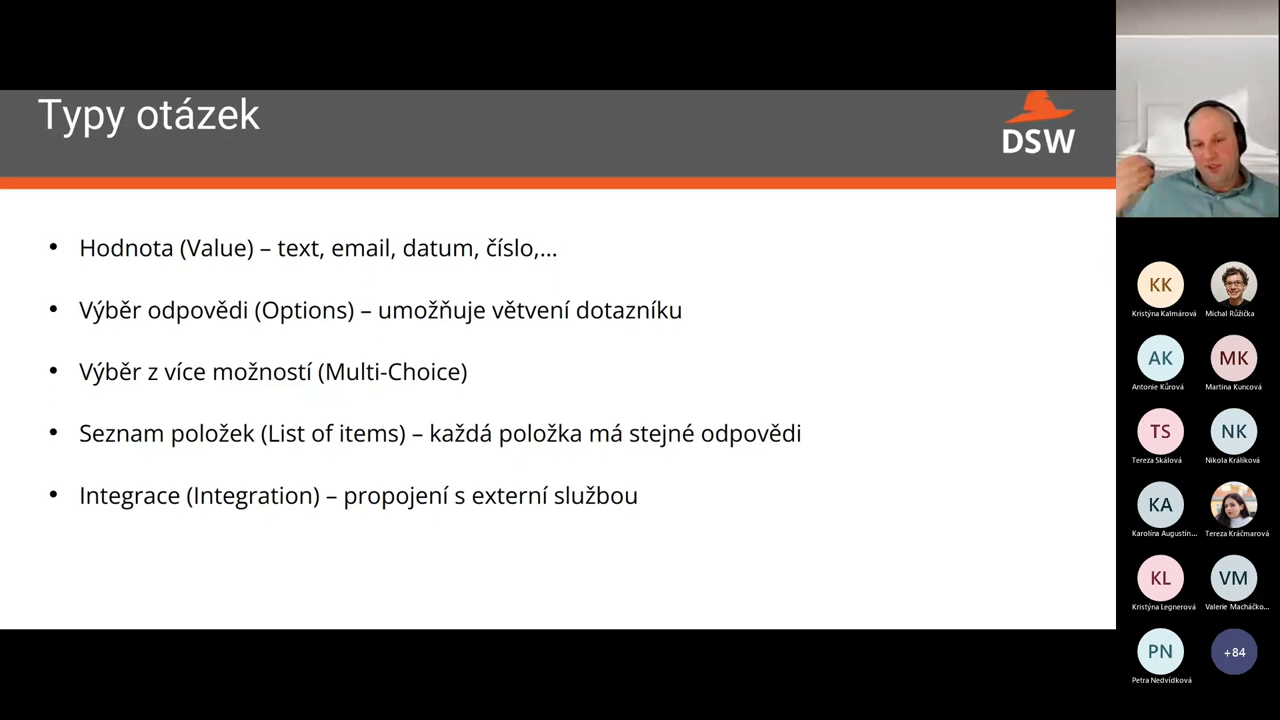 Typy otázek
DSW
• Hodnota (Value) – text, email, datum, číslo,...
• Výběr odpovědi (Options) – umožňuje větvení dotazníku
• Výběr z více možností (Multi-Choice)
• Seznam položek (List of items) – každá položka má stejné odpovědi
• Integrace (Integration) – propojení s externí službou
KK
Kristýna Kalmárová
Michal Růžička
AK
Antonie Kůrová
MK
Martina Kuncová
TS
Tereza Skálová
NK
Nikola Králíková
KA
Karolína Augustin...
Tereza Kráčmarová
KL
Kristýna Legnerová
VM
Valerie Macháčko...
PN
Petra Nedvídková
+84